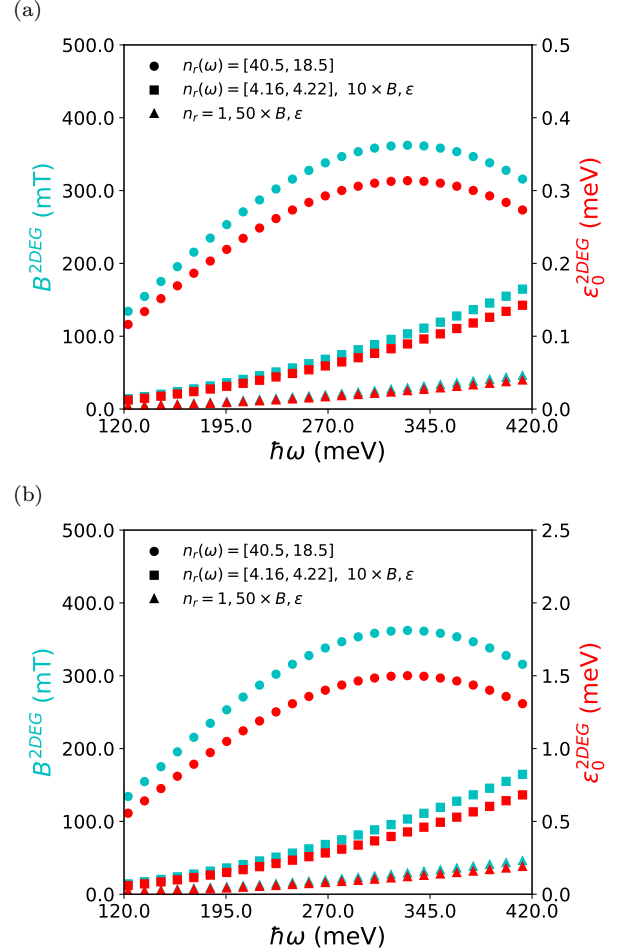 (a)
500.0
400.0
300.0
200.0
100.0
0.0
B^{2DEG} (mT)
0.5
0.4
0.3
0.2
0.1
0.0
ε_0^{2DEG} (meV)
n_r(ω) = [40.5, 18.5]
n_r(ω) = [4.16, 4.22], 10 × B, ε
n_r = 1, 50 × B, ε
120.0 195.0 270.0 345.0 420.0
ħω (meV)
(b)
500.0
400.0
300.0
200.0
100.0
0.0
B^{2DEG} (mT)
2.5
2.0
1.5
1.0
0.5
0.0
ε_0^{2DEG} (meV)
n_r(ω) = [40.5, 18.5]
n_r(ω) = [4.16, 4.22], 10 × B, ε
n_r = 1, 50 × B, ε
120.0 195.0 270.0 345.0 420.0
ħω (meV)